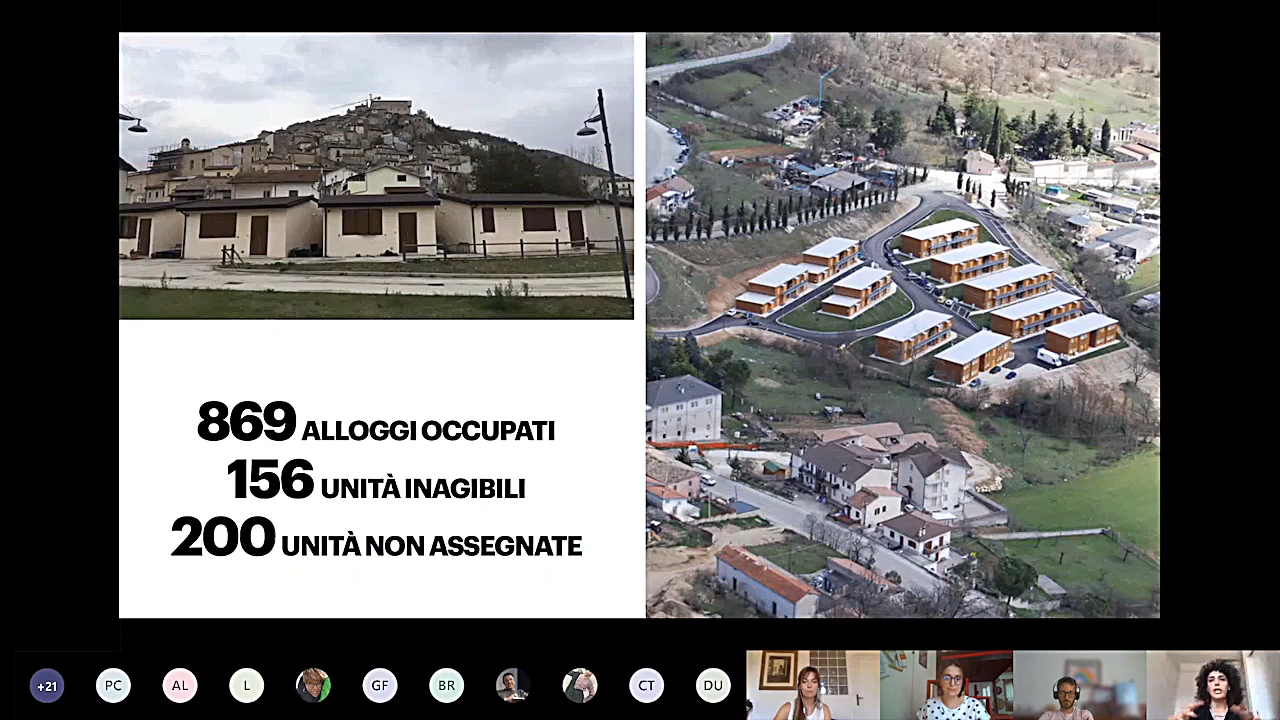 869 ALLOGGI OCCUPATI
156 UNITÀ INAGIBILI
200 UNITÀ NON ASSEGNATE
+21
PC
AL
L
GF
BR
CT
DU